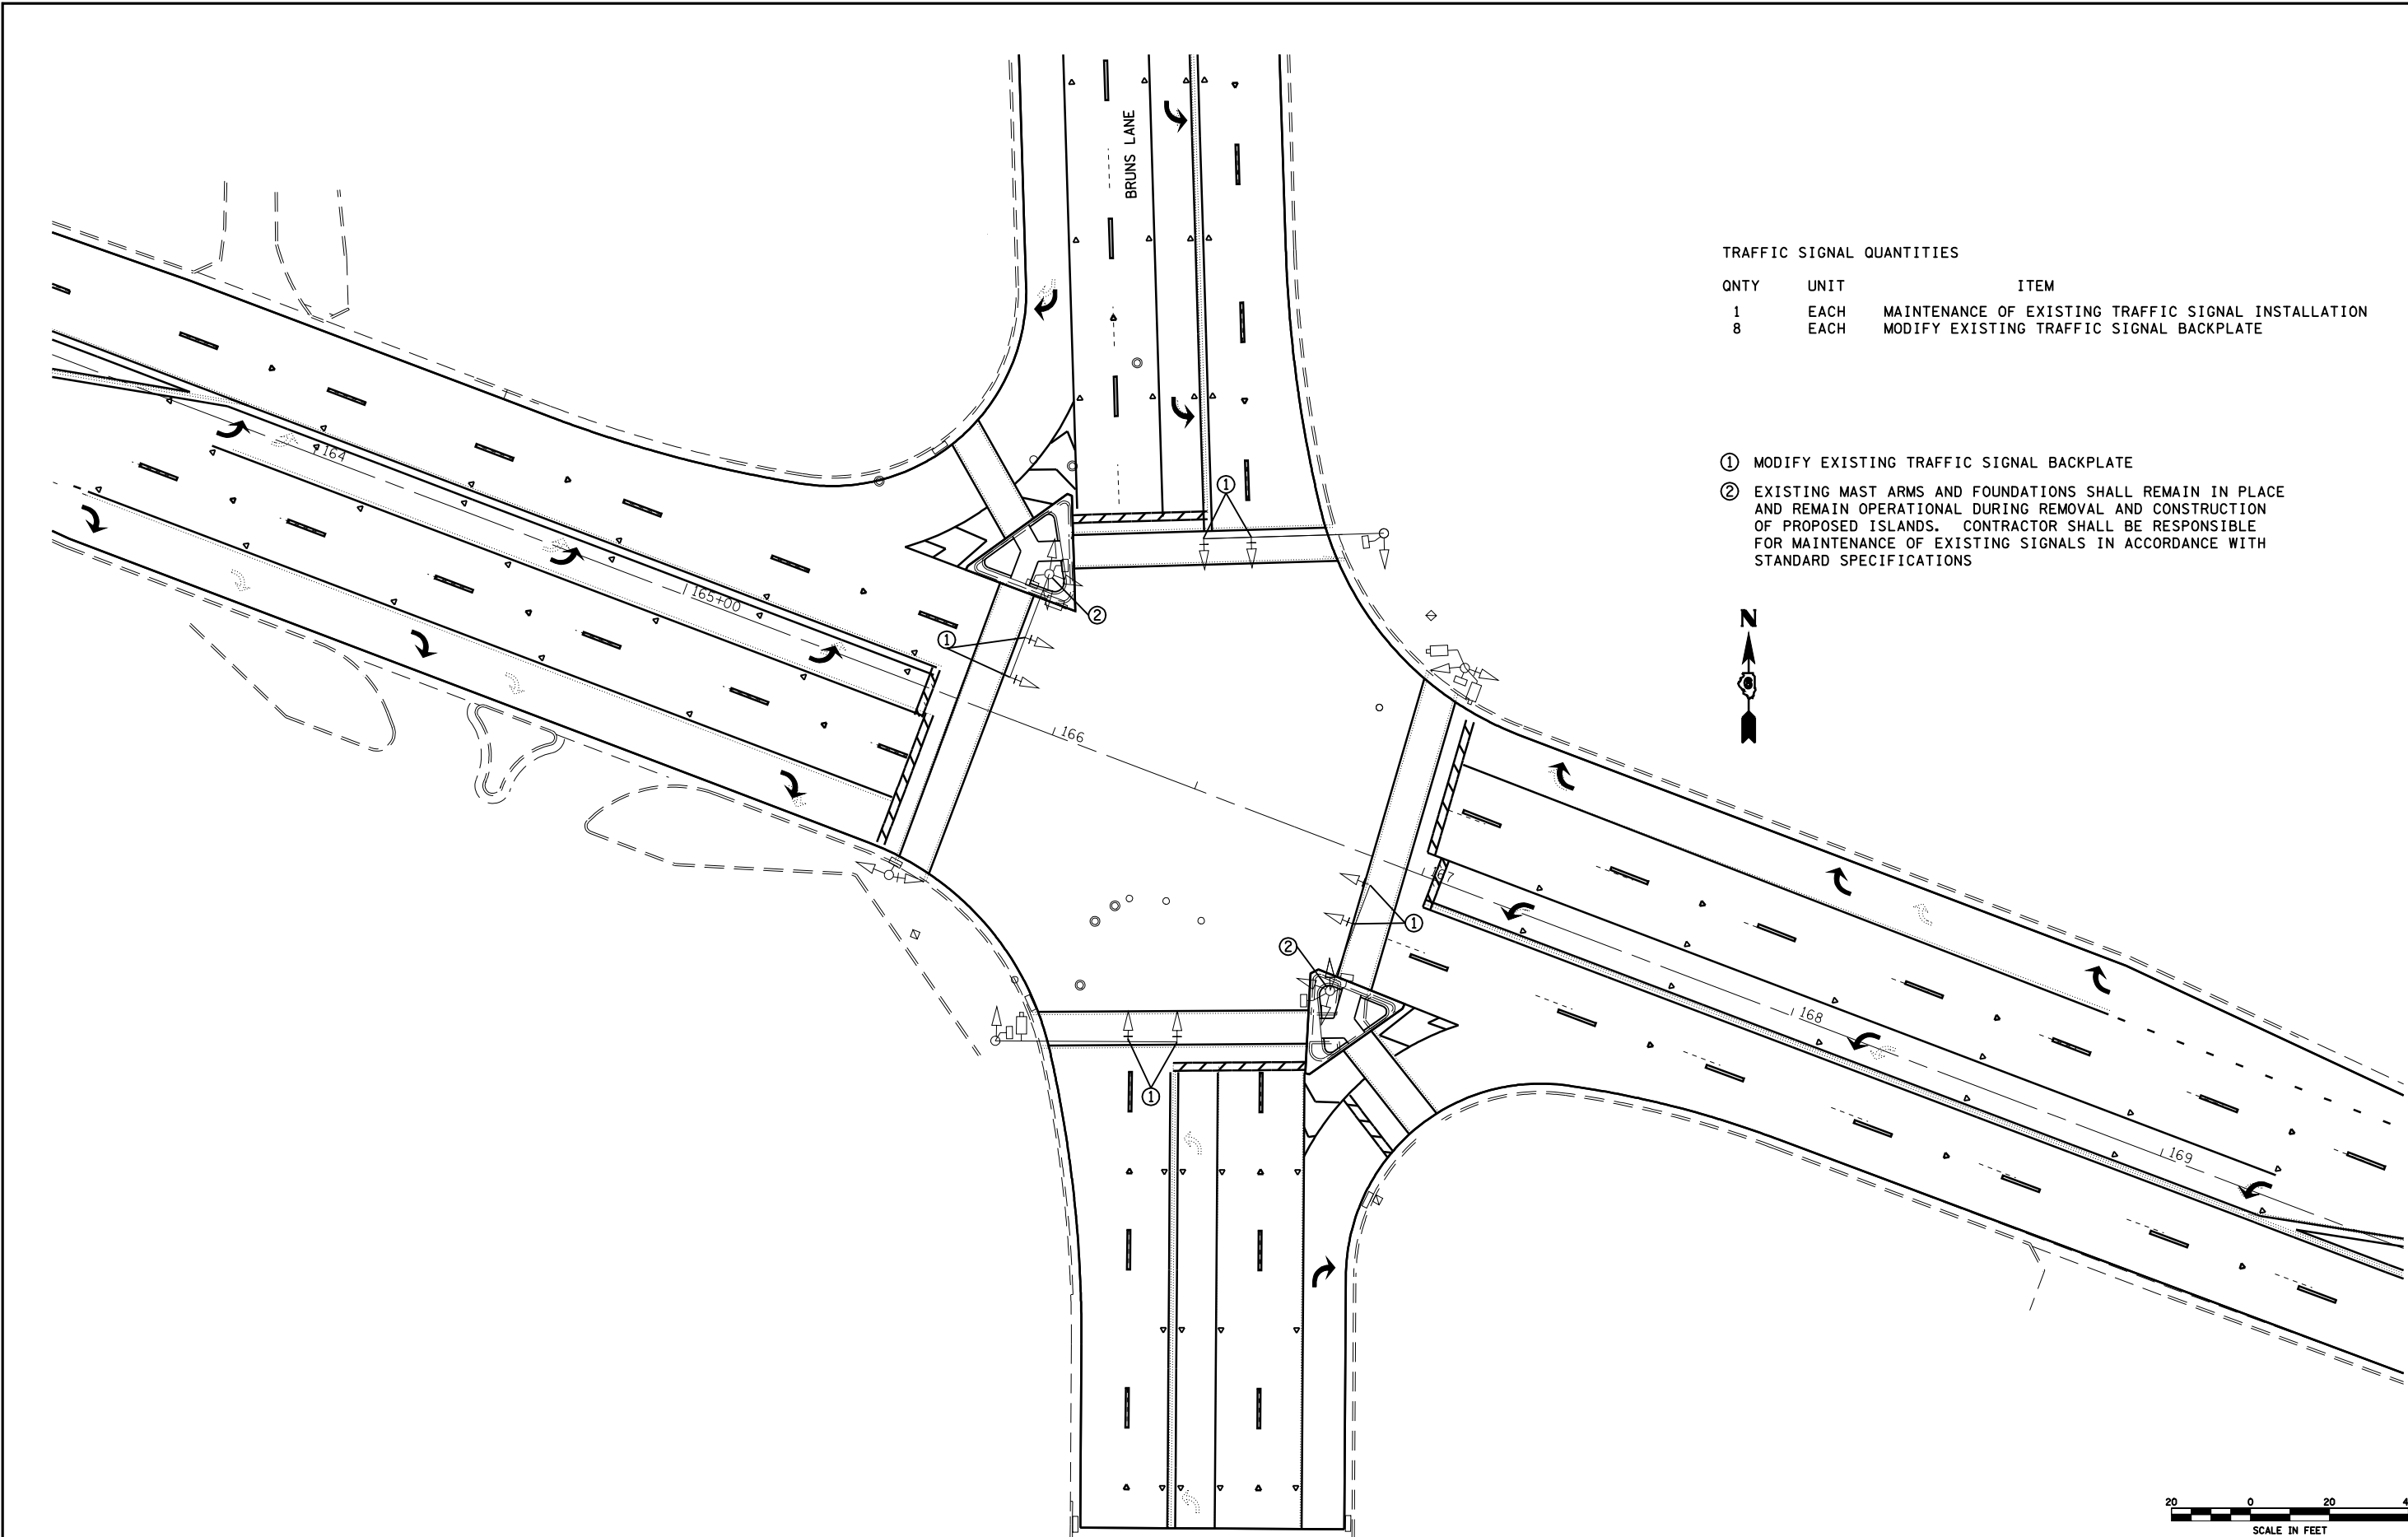 BRUNS LANE
TRAFFIC SIGNAL QUANTITIES
QNTY UNIT ITEM
1 EACH MAINTENANCE OF EXISTING TRAFFIC SIGNAL INSTALLATION
8 EACH MODIFY EXISTING TRAFFIC SIGNAL BACKPLATE
① MODIFY EXISTING TRAFFIC SIGNAL BACKPLATE
② EXISTING MAST ARMS AND FOUNDATIONS SHALL REMAIN IN PLACE
AND REMAIN OPERATIONAL DURING REMOVAL AND CONSTRUCTION
OF PROPOSED ISLANDS. CONTRACTOR SHALL BE RESPONSIBLE
FOR MAINTENANCE OF EXISTING SIGNALS IN ACCORDANCE WITH
STANDARD SPECIFICATIONS
164
①
165+00
②
①
N
166
167
①
②
168
①
169
20 0 20
SCALE IN FEET